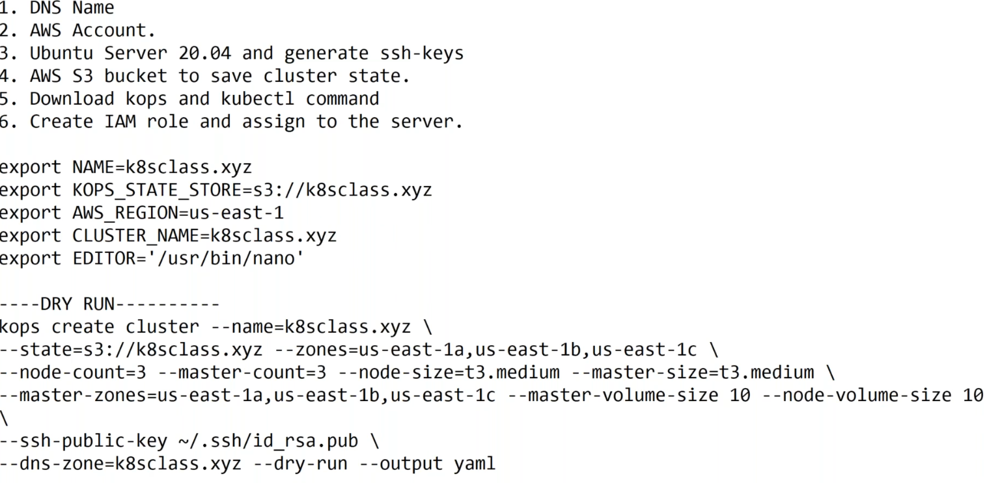 1. DNS Name
2. AWS Account.
3. Ubuntu Server 20.04 and generate ssh-keys
4. AWS S3 bucket to save cluster state.
5. Download kops and kubectl command
6. Create IAM role and assign to the server.
export NAME=k8sclass.xyz
export KOPS_STATE_STORE=s3://k8sclass.xyz
export AWS_REGION=us-east-1
export CLUSTER_NAME=k8sclass.xyz
export EDITOR='/usr/bin/nano'
----DRY RUN----------
kops create cluster --name=k8sclass.xyz \
--state=s3://k8sclass.xyz --zones=us-east-1a,us-east-1b,us-east-1c \
--node-count=3 --master-count=3 --node-size=t3.medium --master-size=t3.medium \
--master-zones=us-east-1a,us-east-1b,us-east-1c --master-volume-size 10 --node-volume-size 10
\
--ssh-public-key ~/.ssh/id_rsa.pub \
--dns-zone=k8sclass.xyz --dry-run --output yaml